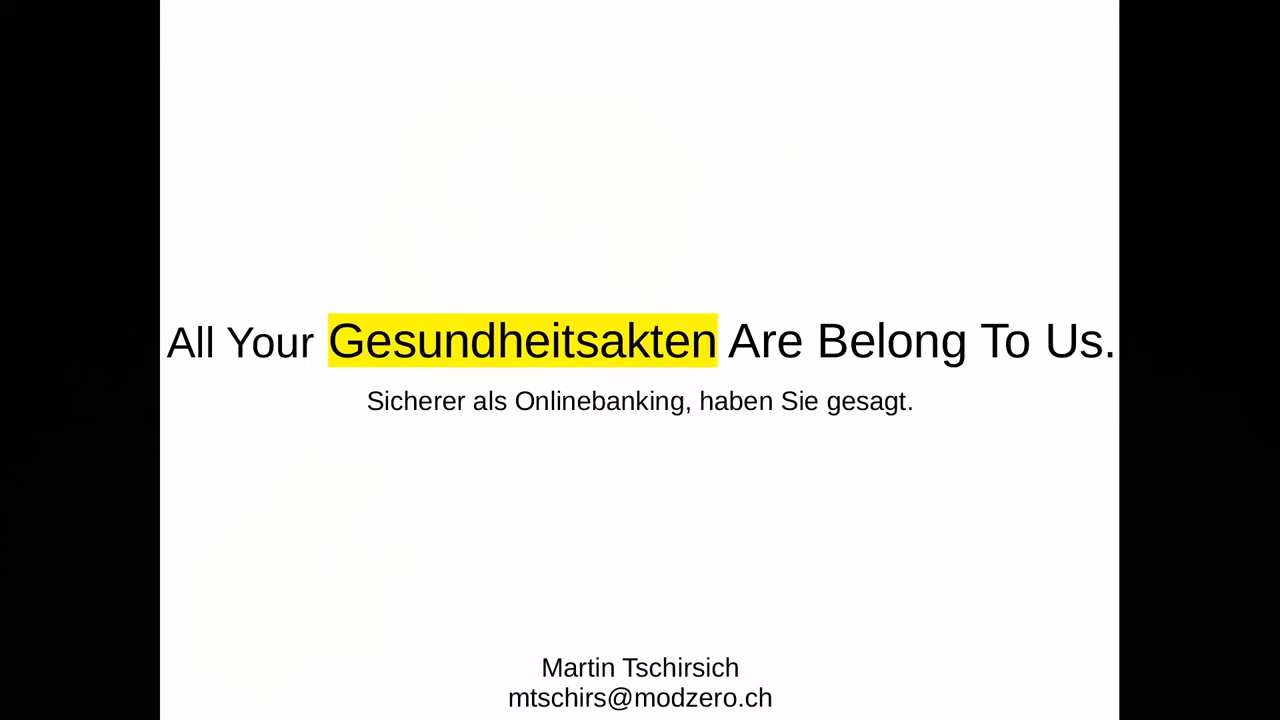 All Your Gesundheitsakten Are Belong To Us.
Sicherer als Onlinebanking, haben Sie gesagt.
Martin Tschirsich
mtschirs@modzero.ch